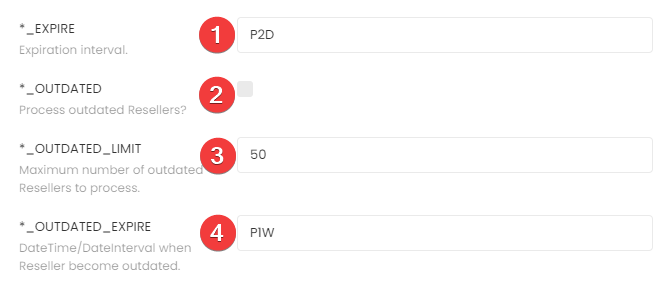 *_EXPIRE
Expiration interval.
1
P2D
*_OUTDATED
Process outdated Resellers?
2
*_OUTDATED_LIMIT
Maximum number of outdated
Resellers to process.
3
50
*_OUTDATED_EXPIRE
DateTime/DateInterval when
Reseller become outdated.
4
P1W